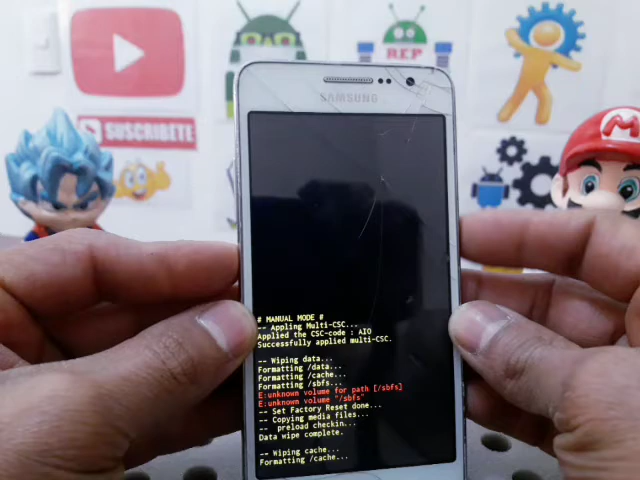 REP
SAMSUNG
SUSCRIBETE
M
# MANUAL MODE #
-- Appling Multi-CSC...
Applied the CSC-code : AIO
Successfully applied multi-CSC.
-- Wiping data...
Formatting /data...
Formatting /cache...
Formatting /sbfs...
E:unknown volume for path [/sbfs]
E:unknown volume "/sbfs"
-- Set Factory Reset done...
-- Copying media files...
-- preload checkin...
Data wipe complete.
-- Wiping cache...
Formatting /cache...